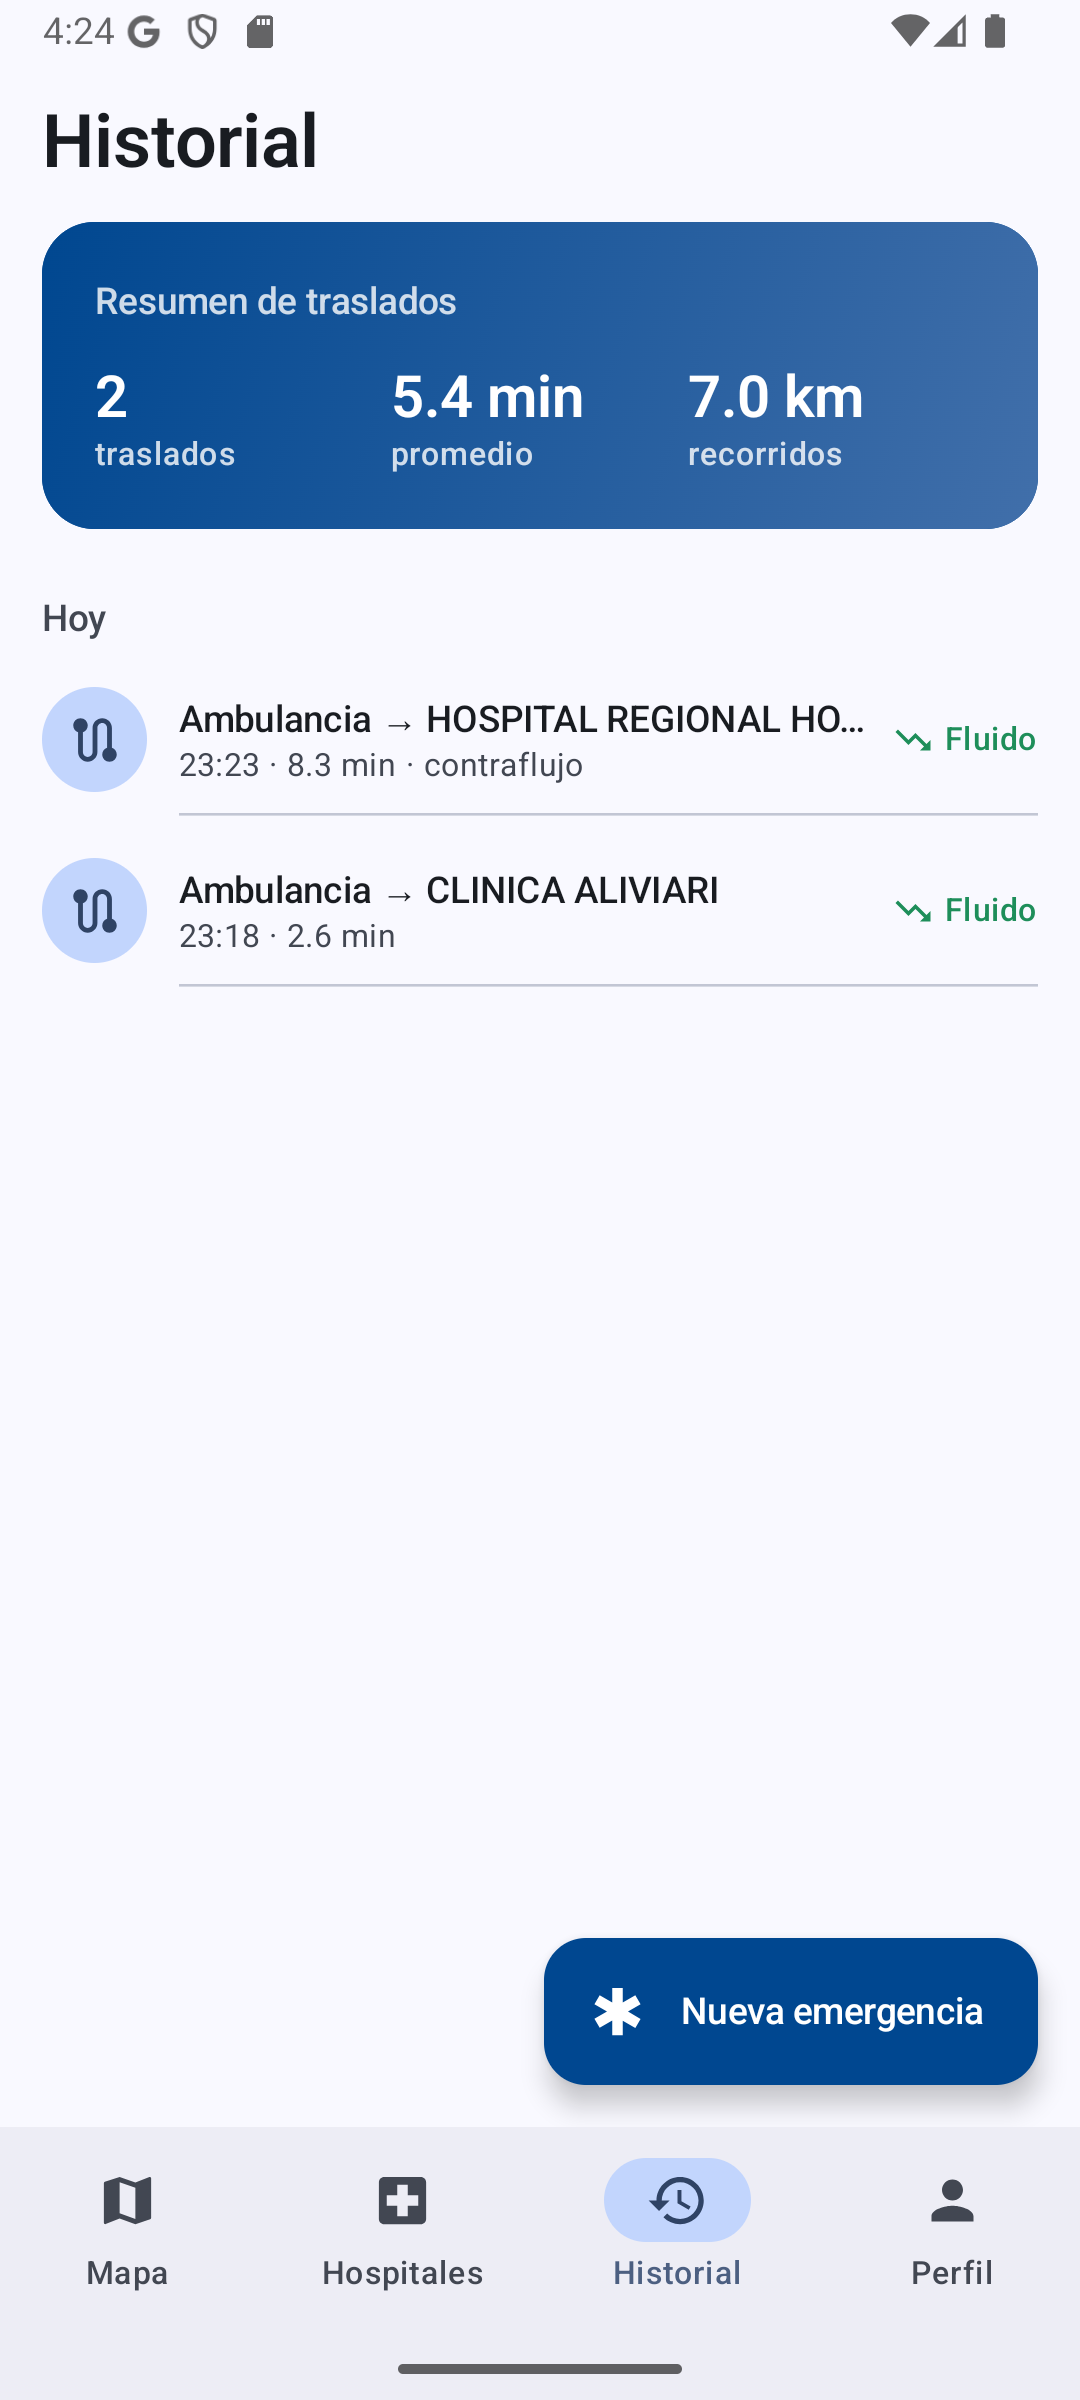 4:24
Historial
Resumen de traslados
2
5.4 min
7.0 km
traslados
promedio
recorridos
Hoy
Ambulancia → HOSPITAL REGIONAL HO...
23:23 · 8.3 min · contraflujo
Fluido
Ambulancia → CLINICA ALIVIARI
23:18 · 2.6 min
Fluido
Nueva emergencia
Mapa
Hospitales
Historial
Perfil